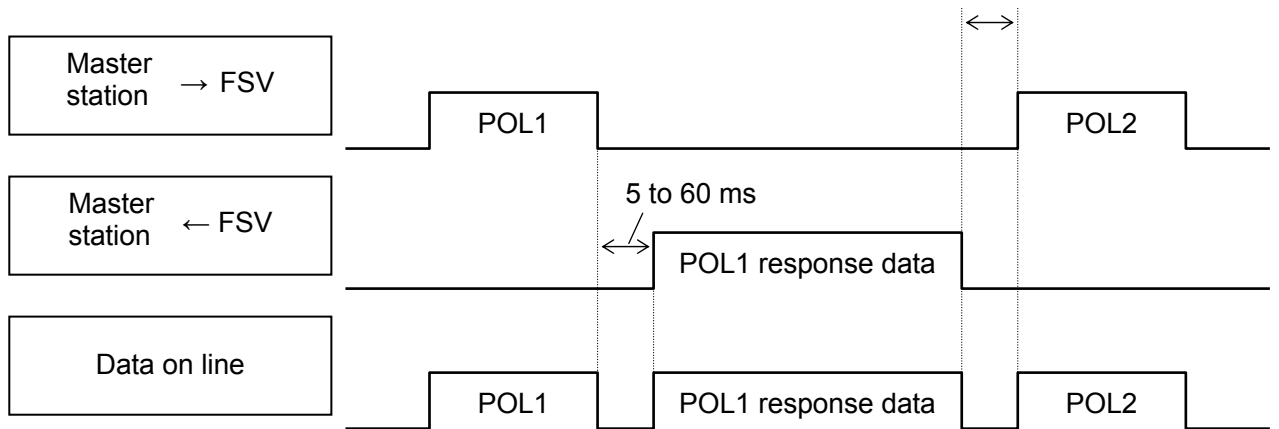 Master
station → FSV
POL1
POL2
Master
station ← FSV
5 to 60 ms
POL1 response data
Data on line
POL1
POL1 response data
POL2